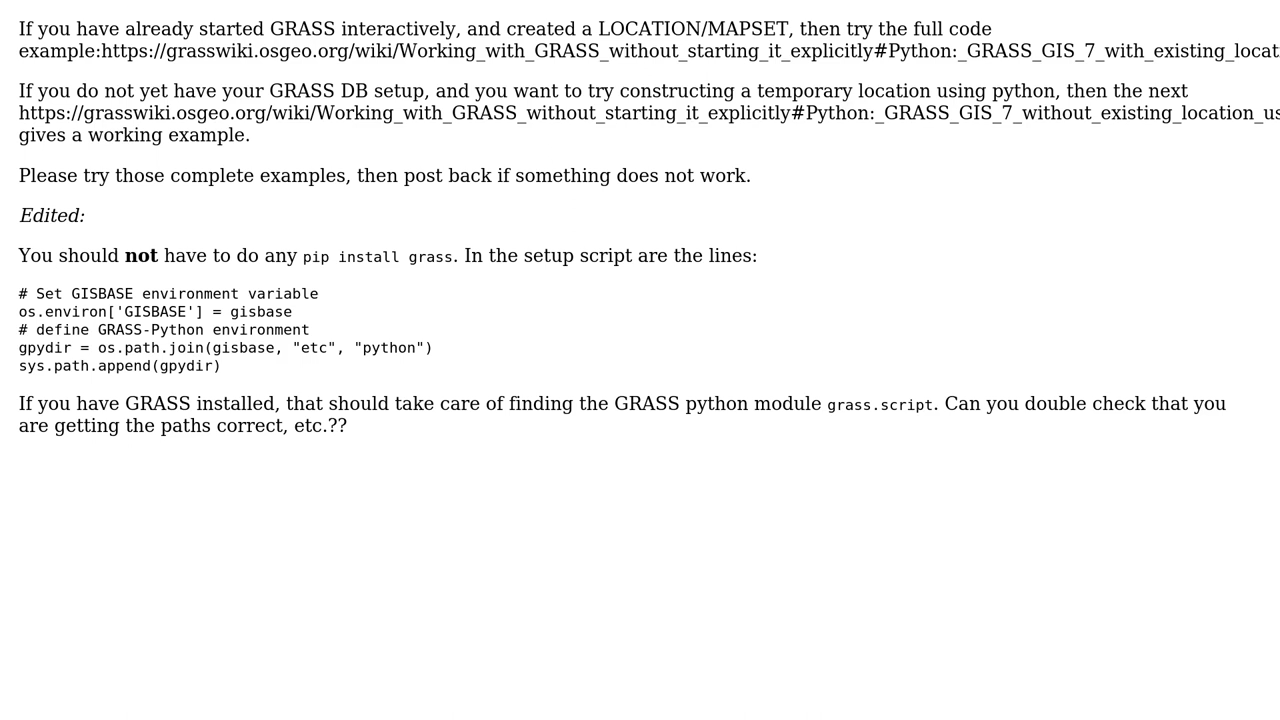 If you have already started GRASS interactively, and created a LOCATION/MAPSET, then try the full code
example:https://grasswiki.osgeo.org/wiki/Working_with_GRASS_without_starting_it_explicitly#Python:_GRASS_GIS_7_with_existing_locat
If you do not yet have your GRASS DB setup, and you want to try constructing a temporary location using python, then the next
https://grasswiki.osgeo.org/wiki/Working_with_GRASS_without_starting_it_explicitly#Python:_GRASS_GIS_7_without_existing_location_us
gives a working example.
Please try those complete examples, then post back if something does not work.
Edited:
You should not have to do any pip install grass. In the setup script are the lines:
# Set GISBASE environment variable
os.environ['GISBASE'] = gisbase
# define GRASS-Python environment
gpydir = os.path.join(gisbase, "etc", "python")
sys.path.append(gpydir)
If you have GRASS installed, that should take care of finding the GRASS python module grass.script. Can you double check that you
are getting the paths correct, etc.??